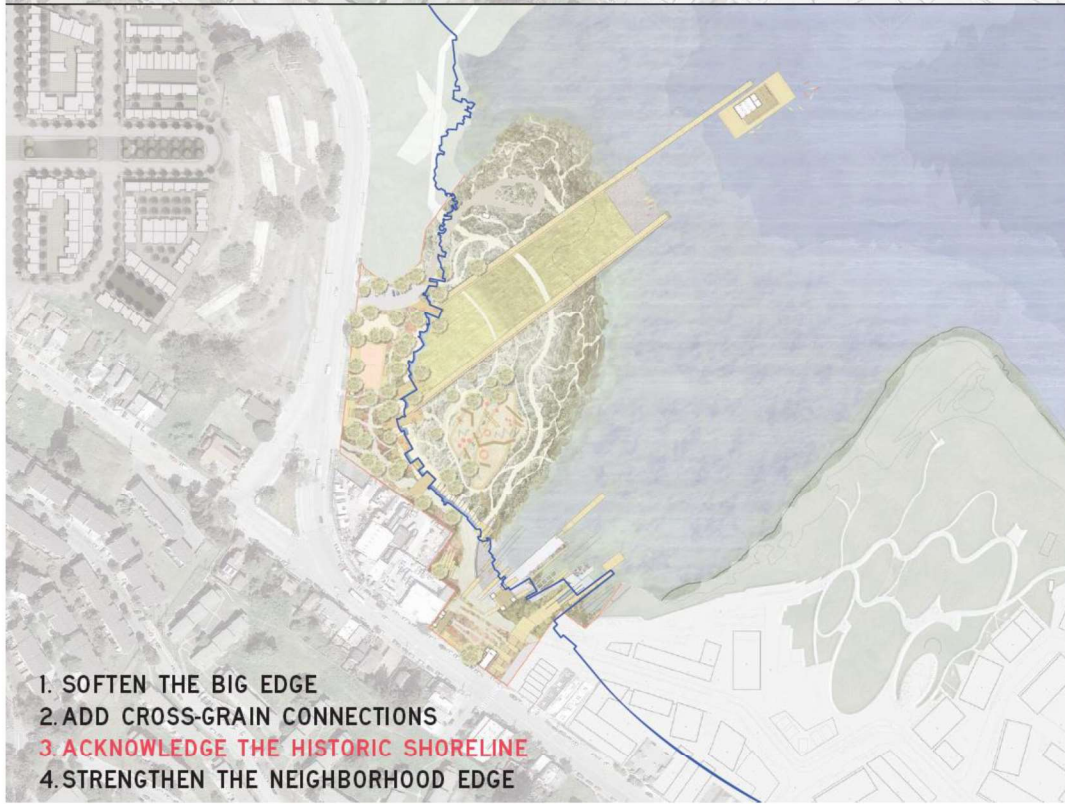 1. SOFTEN THE BIG EDGE
2. ADD CROSS-GRAIN CONNECTIONS
3. ACKNOWLEDGE THE HISTORIC SHORELINE
4. STRENGTHEN THE NEIGHBORHOOD EDGE